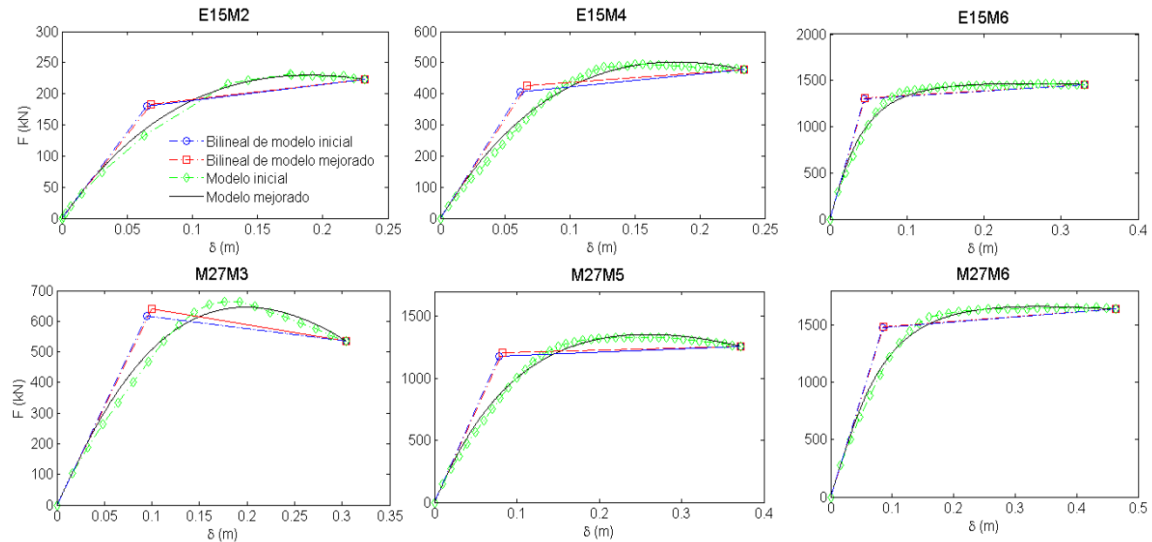 E15M2 E15M4 E15M6
F (kN)
300
250
200
150
100
50
0
0 0.05 0.1 0.15 0.2 0.25
δ (m)
Bilineal de modelo inicial
Bilineal de modelo mejorado
Modelo inicial
Modelo mejorado
600
500
400
300
200
100
0
0 0.05 0.1 0.15 0.2 0.25
δ (m)
2000
1500
1000
500
0
0 0.1 0.2 0.3 0.4
δ (m)
M27M3 M27M5 M27M6
F (kN)
700
600
500
400
300
200
100
0
0 0.05 0.1 0.15 0.2 0.25 0.3 0.35
δ (m)
1500
1000
500
0
0 0.1 0.2 0.3 0.4
δ (m)
1500
1000
500
0
0 0.1 0.2 0.3 0.4 0.5
δ (m)